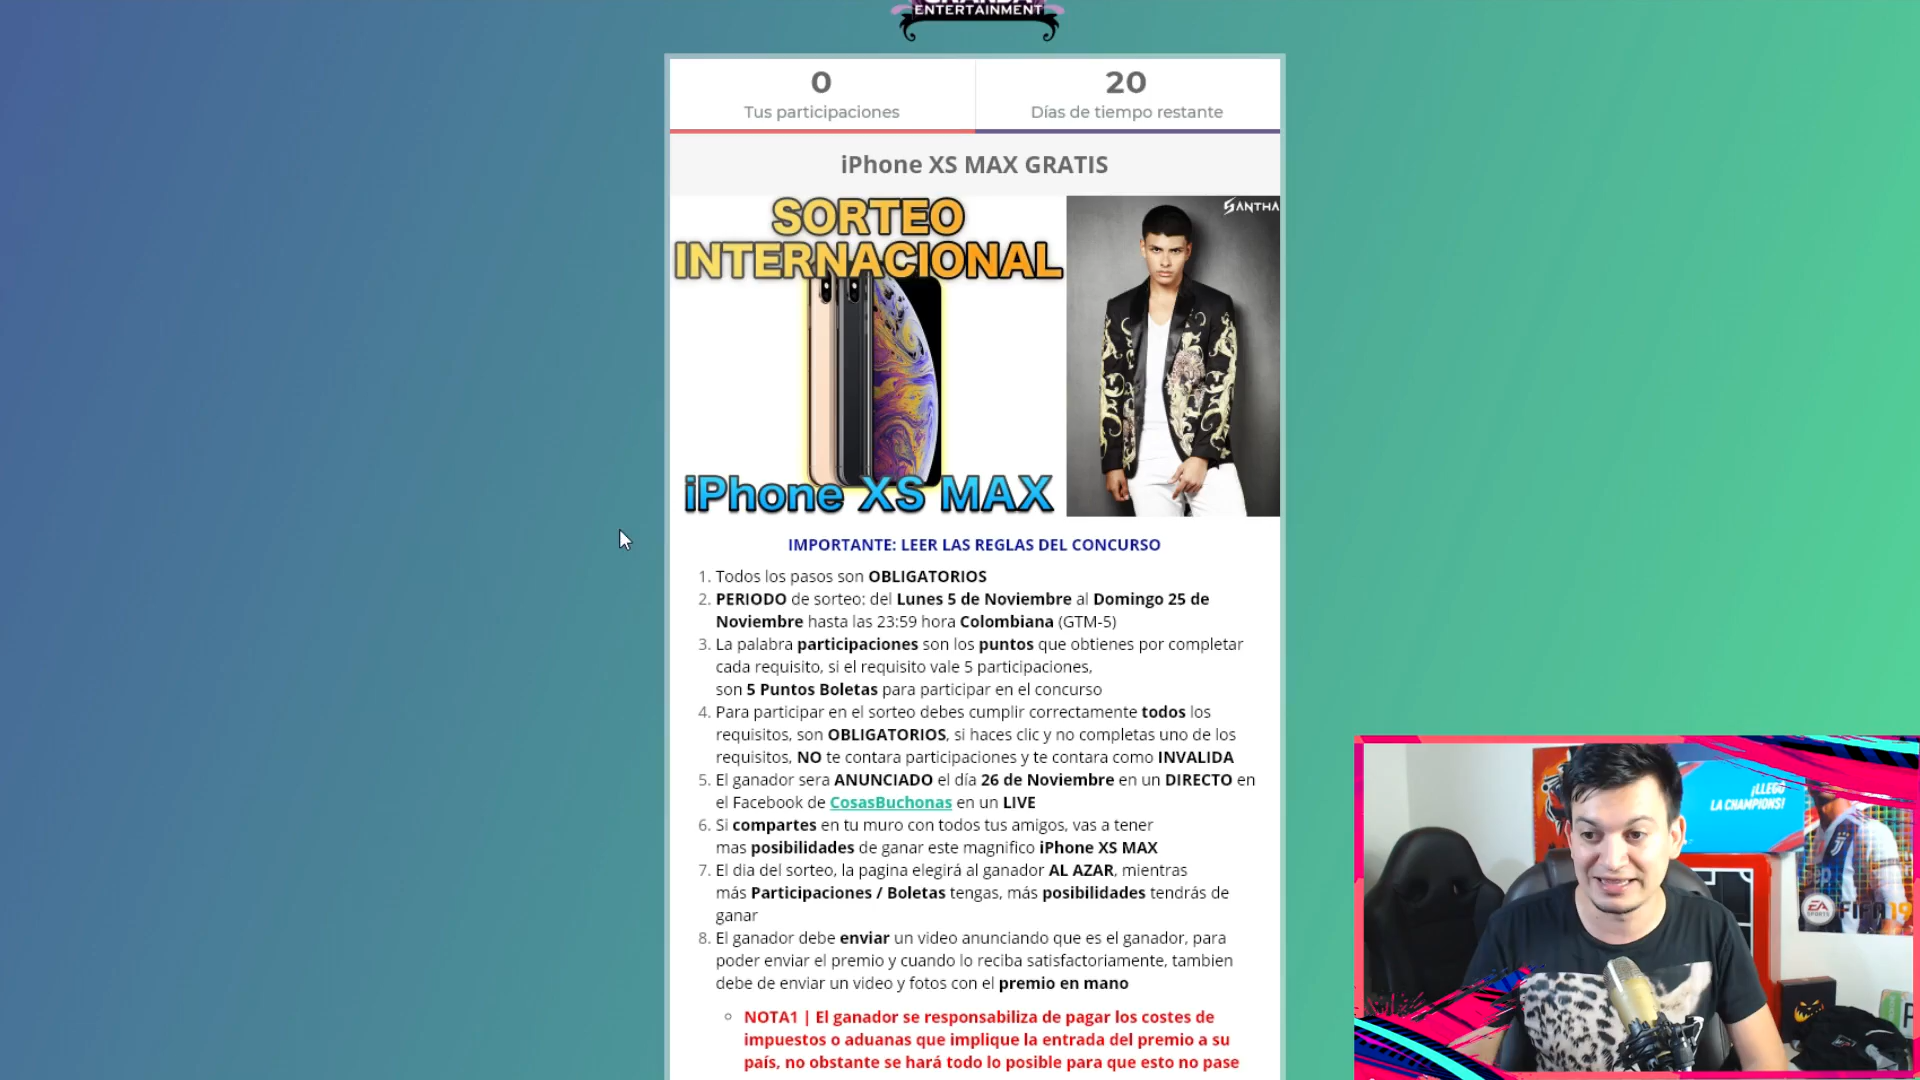 ENTERTAINMENT
0
Tus participaciones
20
Días de tiempo restante
iPhone XS MAX GRATIS
SORTEO
INTERNACIONAL
iPhone XS MAX
SANTHA
IMPORTANTE: LEER LAS REGLAS DEL CONCURSO
1. Todos los pasos son OBLIGATORIOS
2. PERIODO de sorteo: del Lunes 5 de Noviembre al Domingo 25 de
Noviembre hasta las 23:59 hora Colombiana (GTM-5)
3. La palabra participaciones son los puntos que obtienes por completar
cada requisito, si el requisito vale 5 participaciones,
son 5 Puntos Boletas para participar en el concurso
4. Para participar en el sorteo debes cumplir correctamente todos los
requisitos, son OBLIGATORIOS, si haces clic y no completas uno de los
requisitos, NO te contara participaciones y te contara como INVALIDA
5. El ganador sera ANUNCIADO el día 26 de Noviembre en un DIRECTO en
el Facebook de CosasBuchonas en un LIVE
6. Si compartes en tu muro con todos tus amigos, vas a tener
mas posibilidades de ganar este magnifico iPhone XS MAX
7. El dia del sorteo, la pagina elegirá al ganador AL AZAR, mientras
más Participaciones / Boletas tengas, más posibilidades tendrás de
ganar
8. El ganador debe enviar un video anunciando que es el ganador, para
poder enviar el premio y cuando lo reciba satisfactoriamente, tambien
debe de enviar un video y fotos con el premio en mano
NOTA1 | El ganador se responsabiliza de pagar los costes de
impuestos o aduanas que implique la entrada del premio a su
país, no obstante se hará todo lo posible para que esto no pase
¡LLEGÓ
LA CHAMPIONS!
EA
SPORTS
FIFA 19